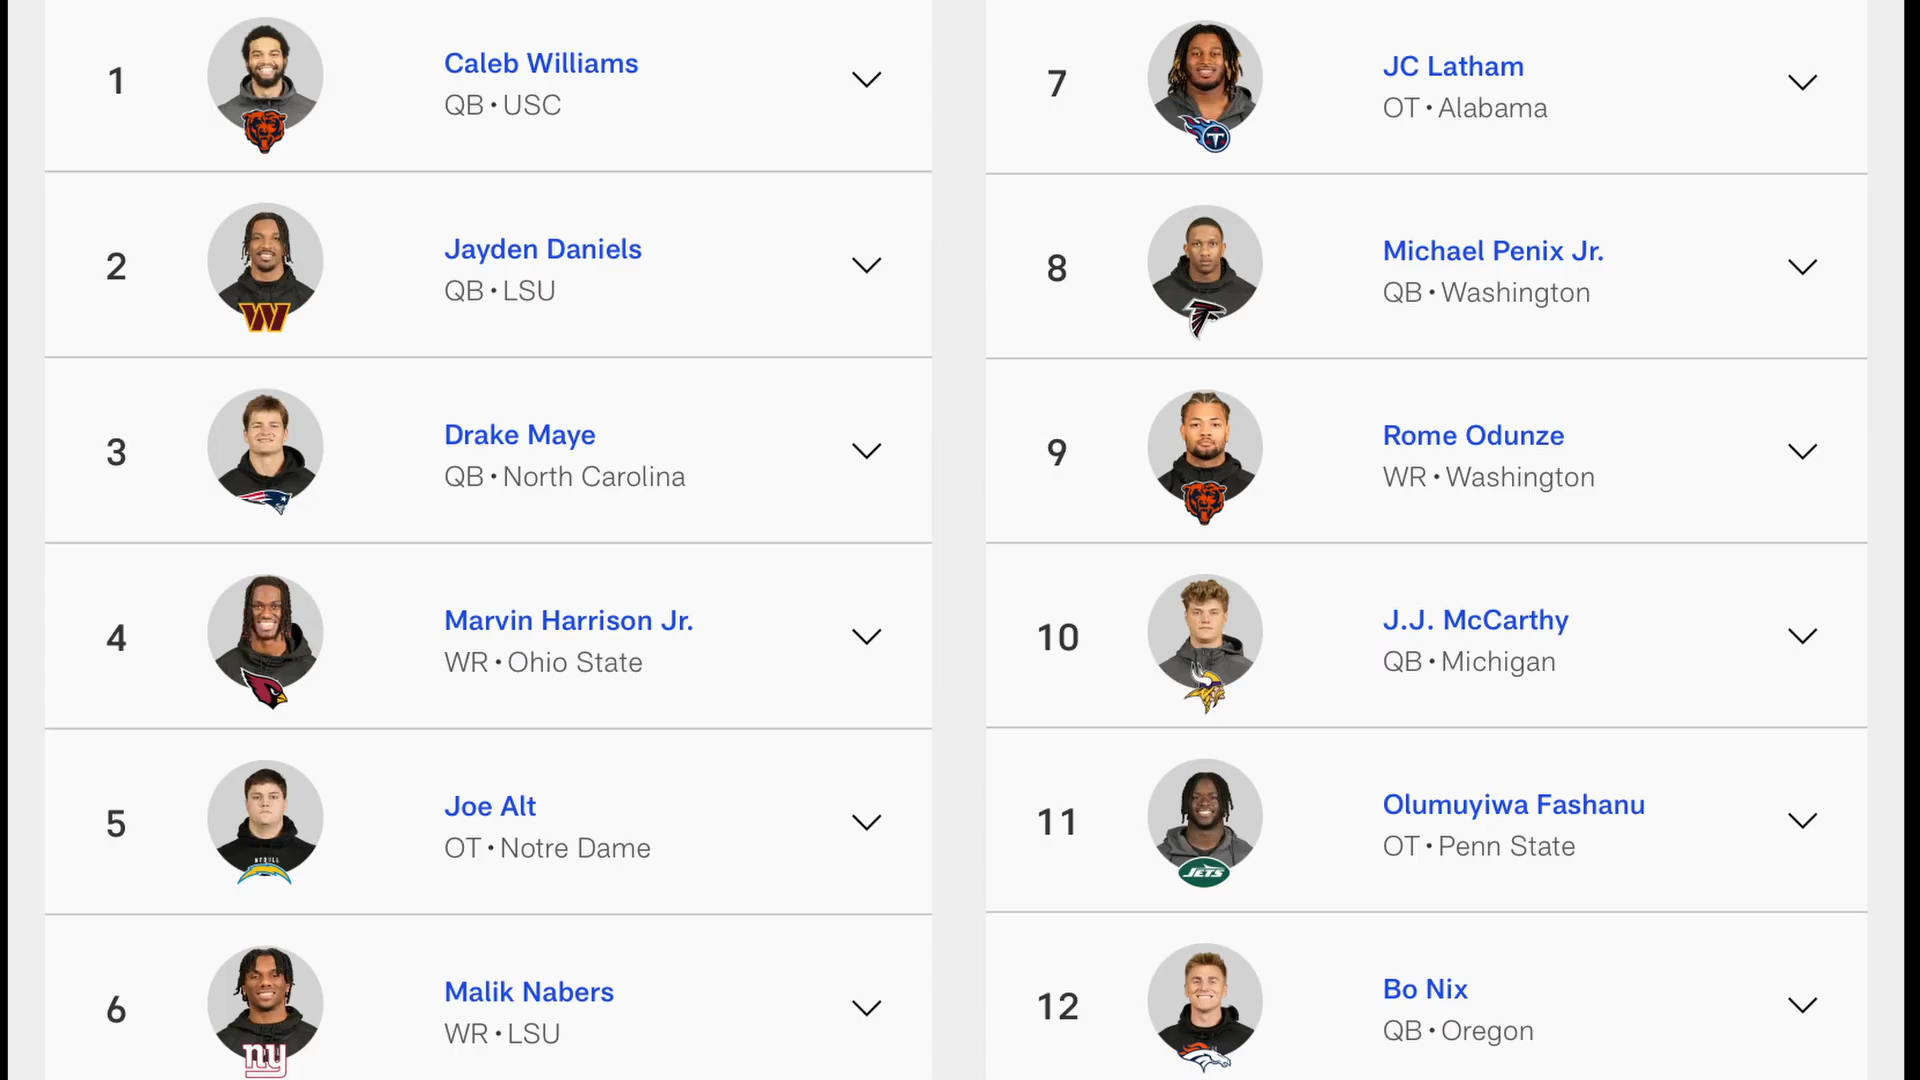 1
Caleb Williams
QB • USC
2
Jayden Daniels
QB • LSU
W
3
Drake Maye
QB • North Carolina
4
Marvin Harrison Jr.
WR • Ohio State
5
Joe Alt
OT • Notre Dame
6
Malik Nabers
WR • LSU
ny
7
JC Latham
OT • Alabama
T
8
Michael Penix Jr.
QB • Washington
9
Rome Odunze
WR • Washington
10
J.J. McCarthy
QB • Michigan
11
Olumuyiwa Fashanu
OT • Penn State
JETS
12
Bo Nix
QB • Oregon